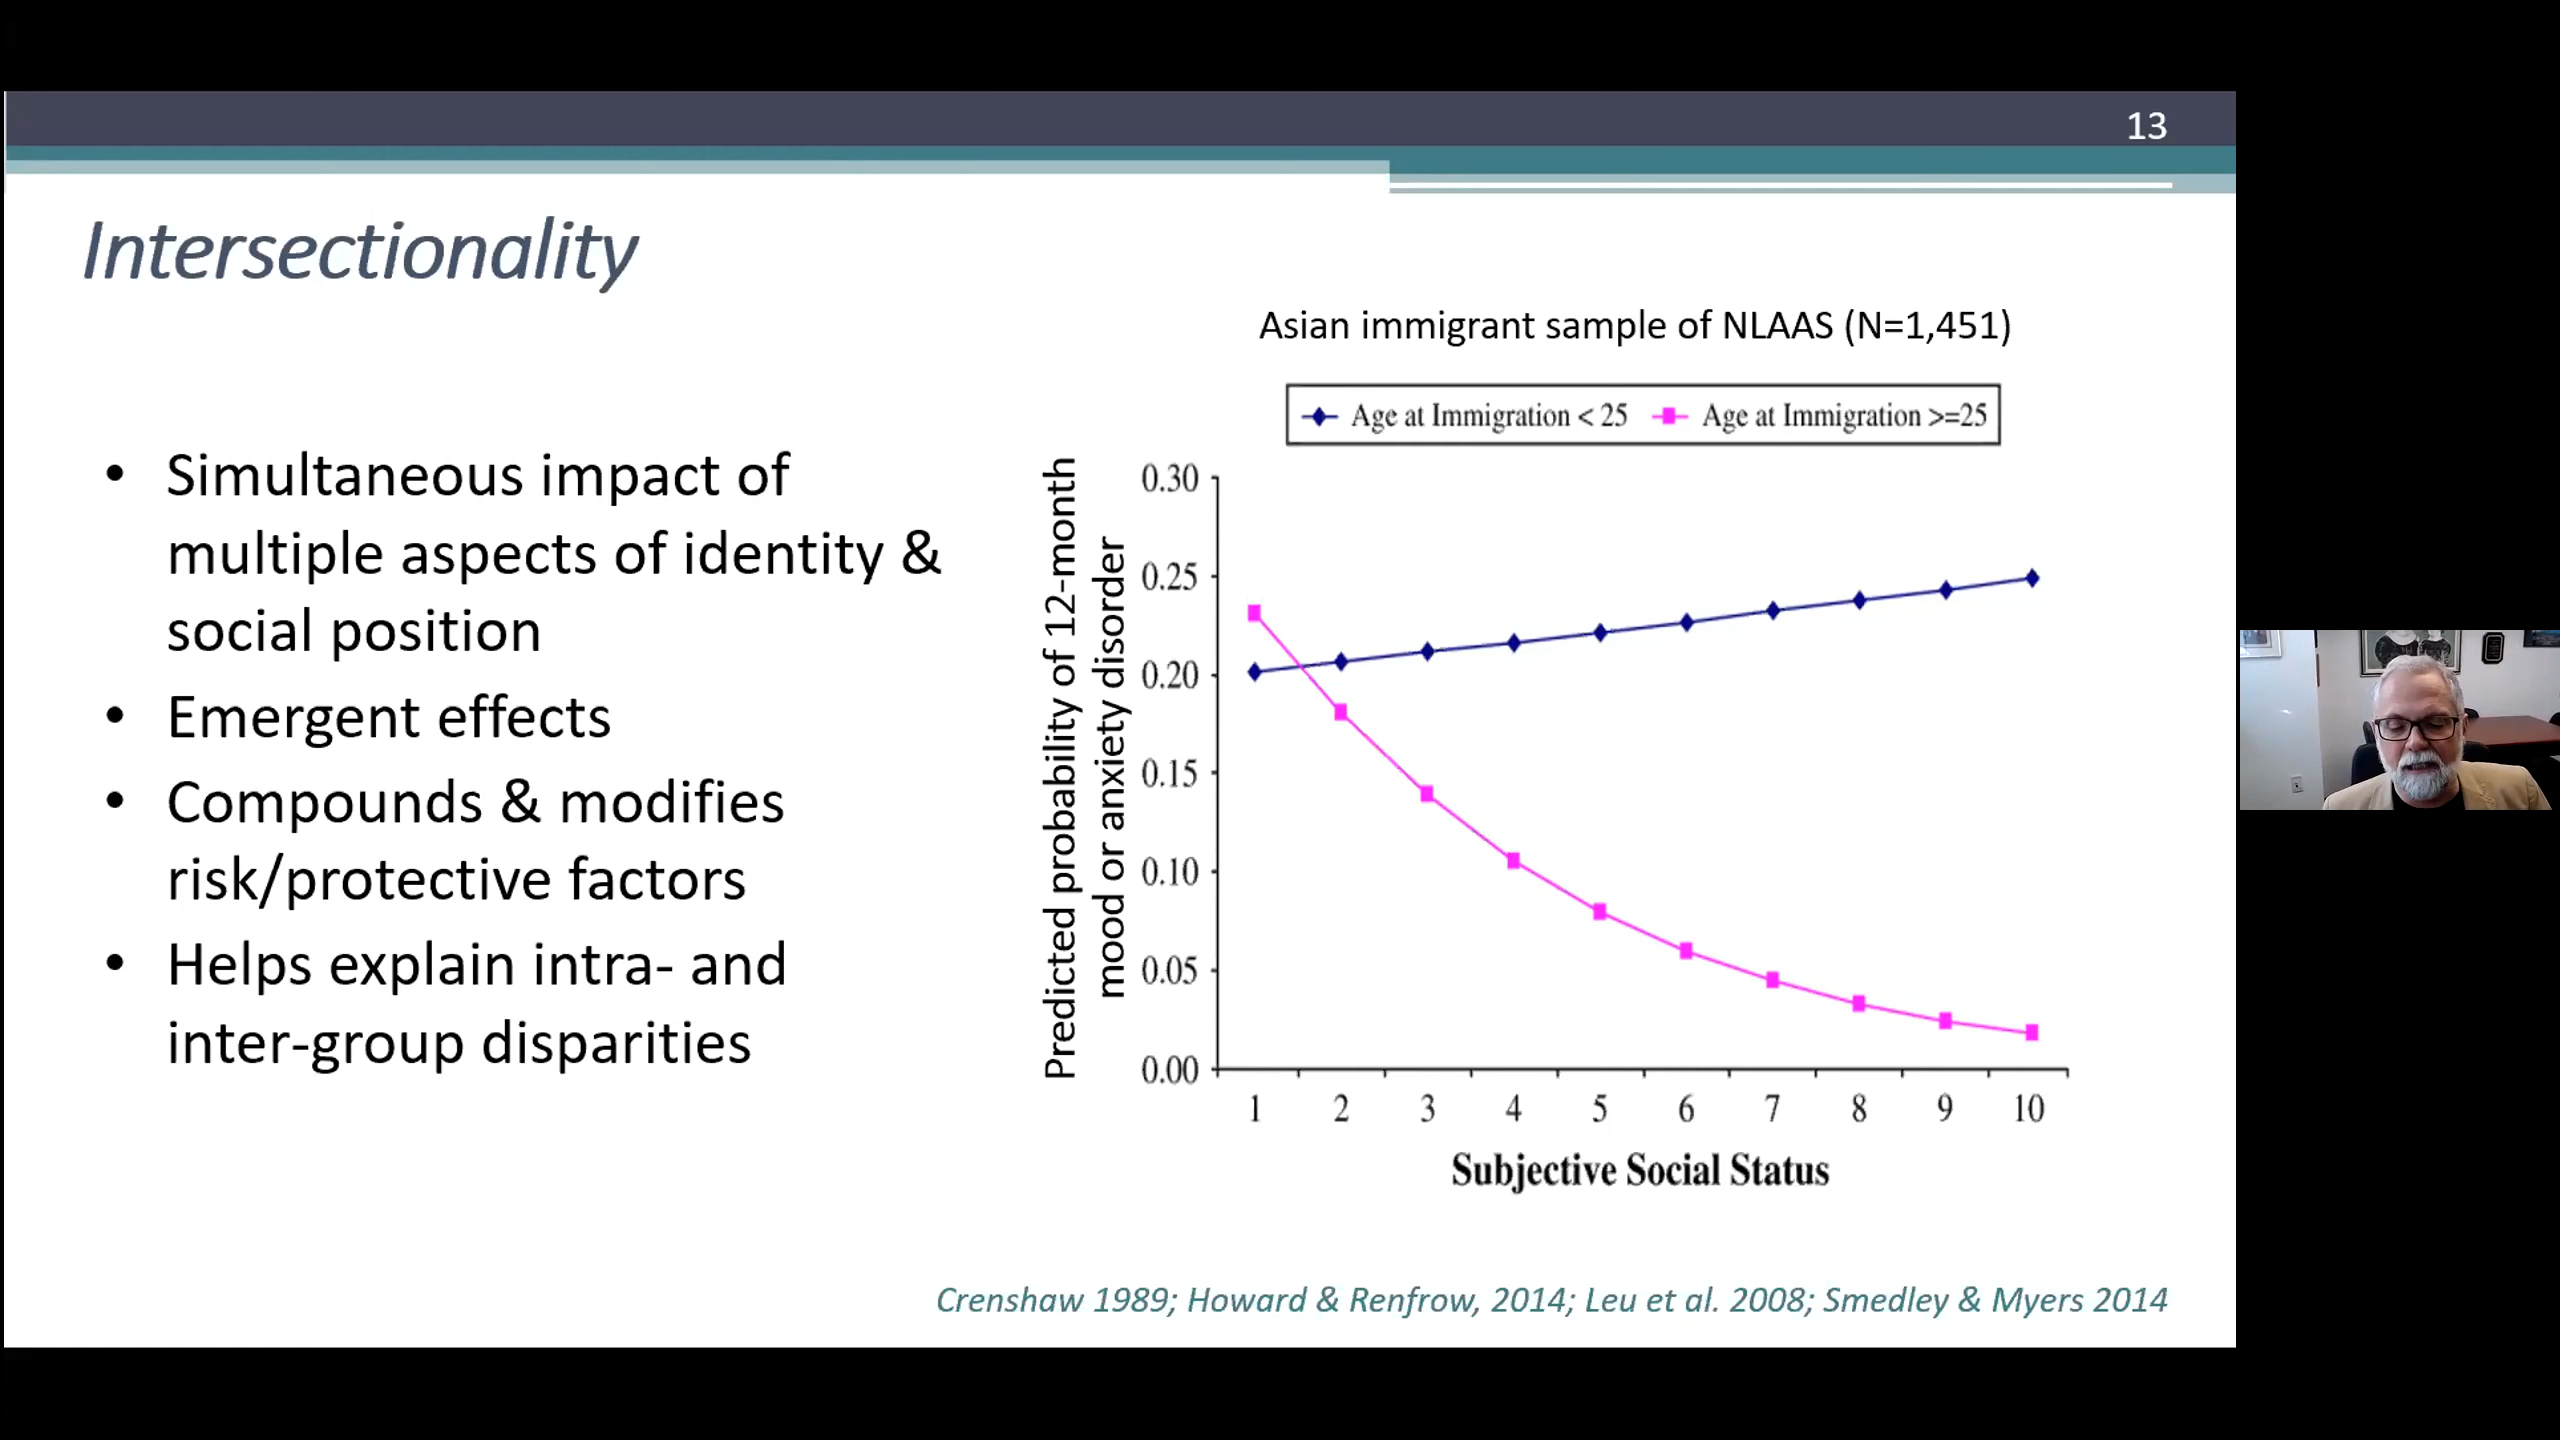 13
Intersectionality
• Simultaneous impact of
multiple aspects of identity &
social position
• Emergent effects
• Compounds & modifies
risk/protective factors
• Helps explain intra- and
inter-group disparities
Asian immigrant sample of NLAAS (N=1,451)
Age at Immigration < 25 Age at Immigration >=25
Predicted probability of 12-month
mood or anxiety disorder
0.30
0.25
0.20
0.15
0.10
0.05
0.00
1 2 3 4 5 6 7 8 9 10
Subjective Social Status
Crenshaw 1989; Howard & Renfrow, 2014; Leu et al. 2008; Smedley & Myers 2014